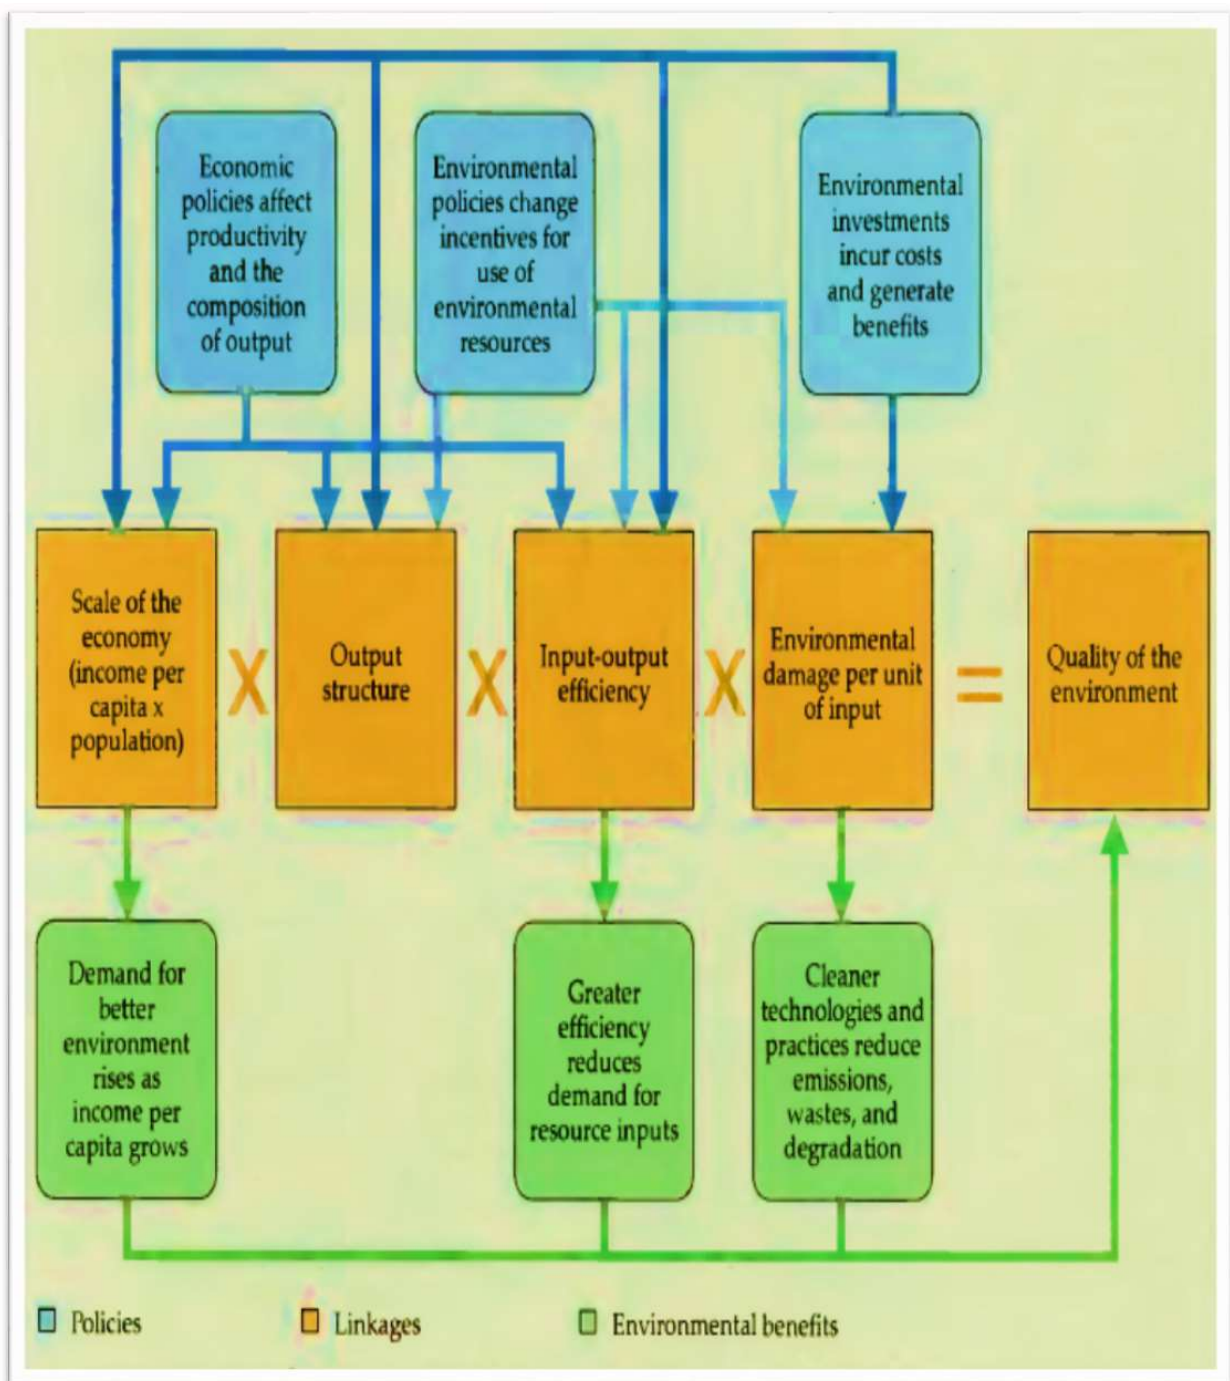 Economic
policies affect
productivity
and the
composition
of output
Environmental
policies change
incentives for
use of
environmental
resources
Environmental
investments
incur costs
and generate
benefits
Scale of the
economy
(income per
capita x
population)
X
Output
structure
X
Input-output
efficiency
X
Environmental
damage per unit
of input
=
Quality of the
environment
Demand for
better
environment
rises as
income per
capita grows
Greater
efficiency
reduces
demand for
resource inputs
Cleaner
technologies and
practices reduce
emissions,
wastes, and
degradation
Policies
Linkages
Environmental benefits